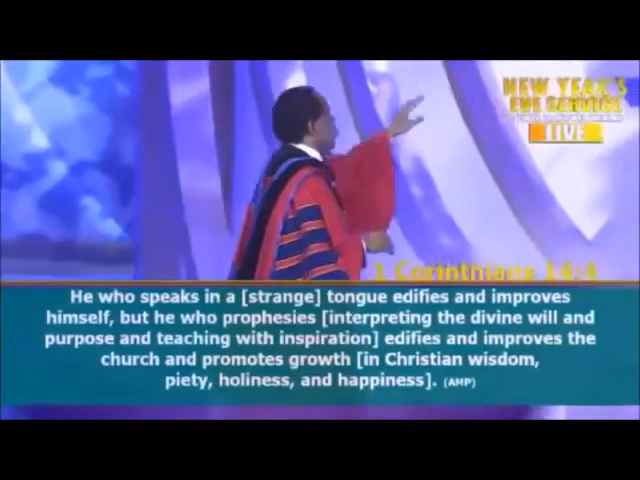 NEW YEAR'S
EVE SERVICE
LIVE
1 Corinthians 14:4
He who speaks in a [strange] tongue edifies and improves
himself, but he who prophesies [interpreting the divine will and
purpose and teaching with inspiration] edifies and improves the
church and promotes growth [in Christian wisdom,
piety, holiness, and happiness]. (AMP)